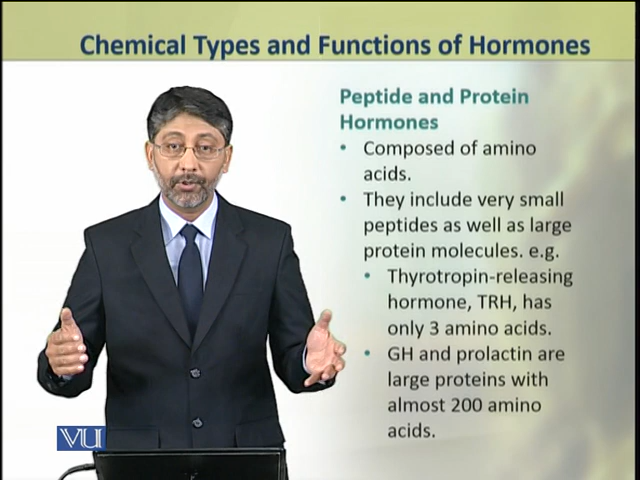 Chemical Types and Functions of Hormones
Peptide and Protein
Hormones
• Composed of amino
acids.
• They include very small
peptides as well as large
protein molecules. e.g.
• Thyrotropin-releasing
hormone, TRH, has
only 3 amino acids.
• GH and prolactin are
large proteins with
almost 200 amino
acids.
VU